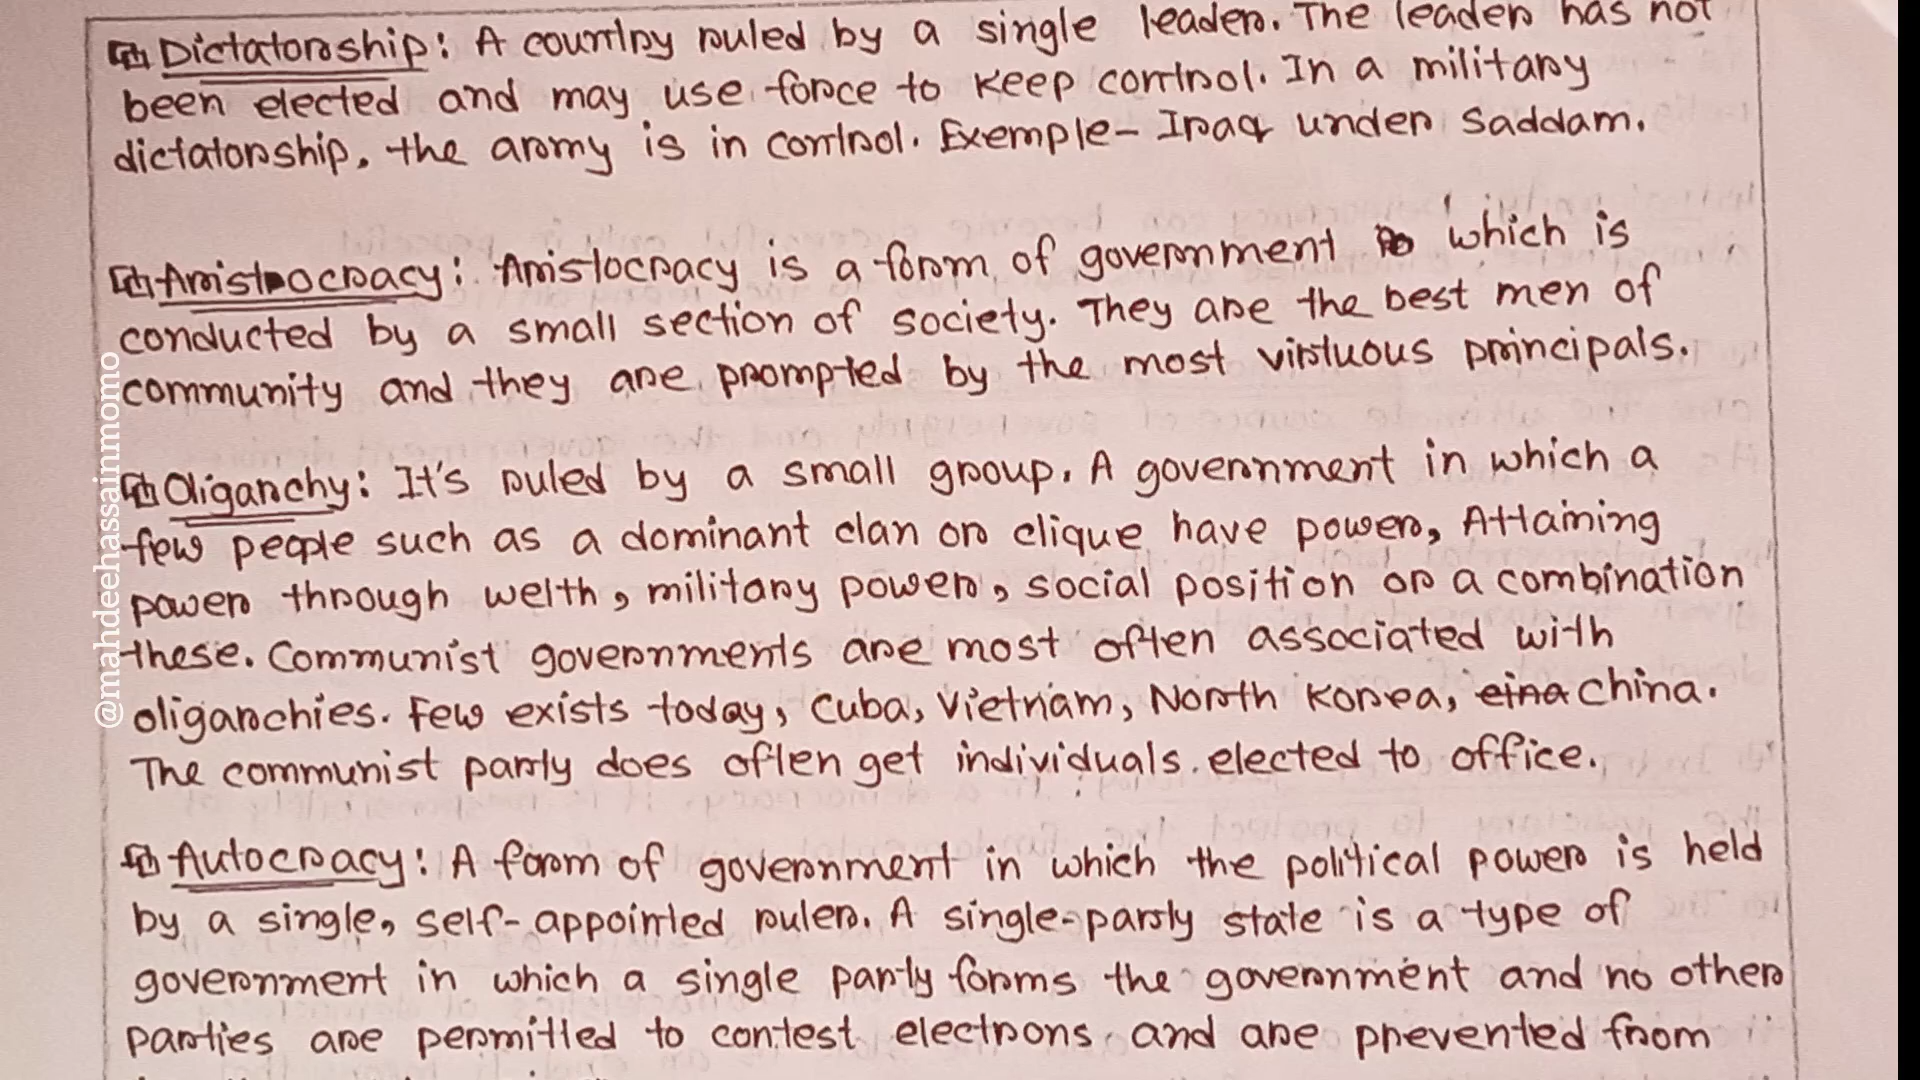 Dictatorship: A country ruled by a single leader. The leader has not
been elected and may use force to keep control. In a military
dictatorship, the army is in control. Exemple- Iraq under Saddam.
Aristrocracy: Aristocracy is a form of government which is
conducted by a small section of society. They are the best men of
community and they are prompted by the most virtuous principals.
Oligarchy: It's ruled by a small group. A government in which a
few people such as a dominant clan or clique have power, Attaining
power through welth, military power, social position or a combination
these. Communist governments are most often associated with
oligarchies. Few exists today, Cuba, Vietnam, North Korea, china.
The communist party does often get individuals elected to office.
Autocracy: A form of government in which the political power is held
by a single, self-appointed ruler. A single-party state is a type of
government in which a single party forms the government and no other
parties are permitted to contest electrons and are prevented from
@mahdeehassainmomo